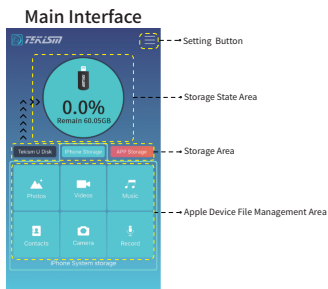 Main Interface
TEKISM
Setting Button
0.0%
Remain 60.05GB
Storage State Area
Tekism U Disk
iPhone Storage
APP Storage
Storage Area
Photos
Videos
Music
Apple Device File Management Area
Contacts
Camera
Record
iPhone System storage